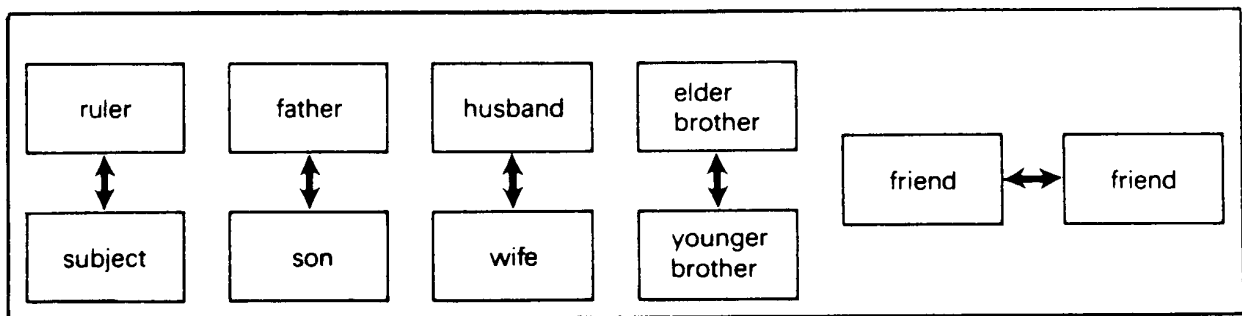 ruler
father
husband
elder
brother
friend
friend
subject
son
wife
younger
brother